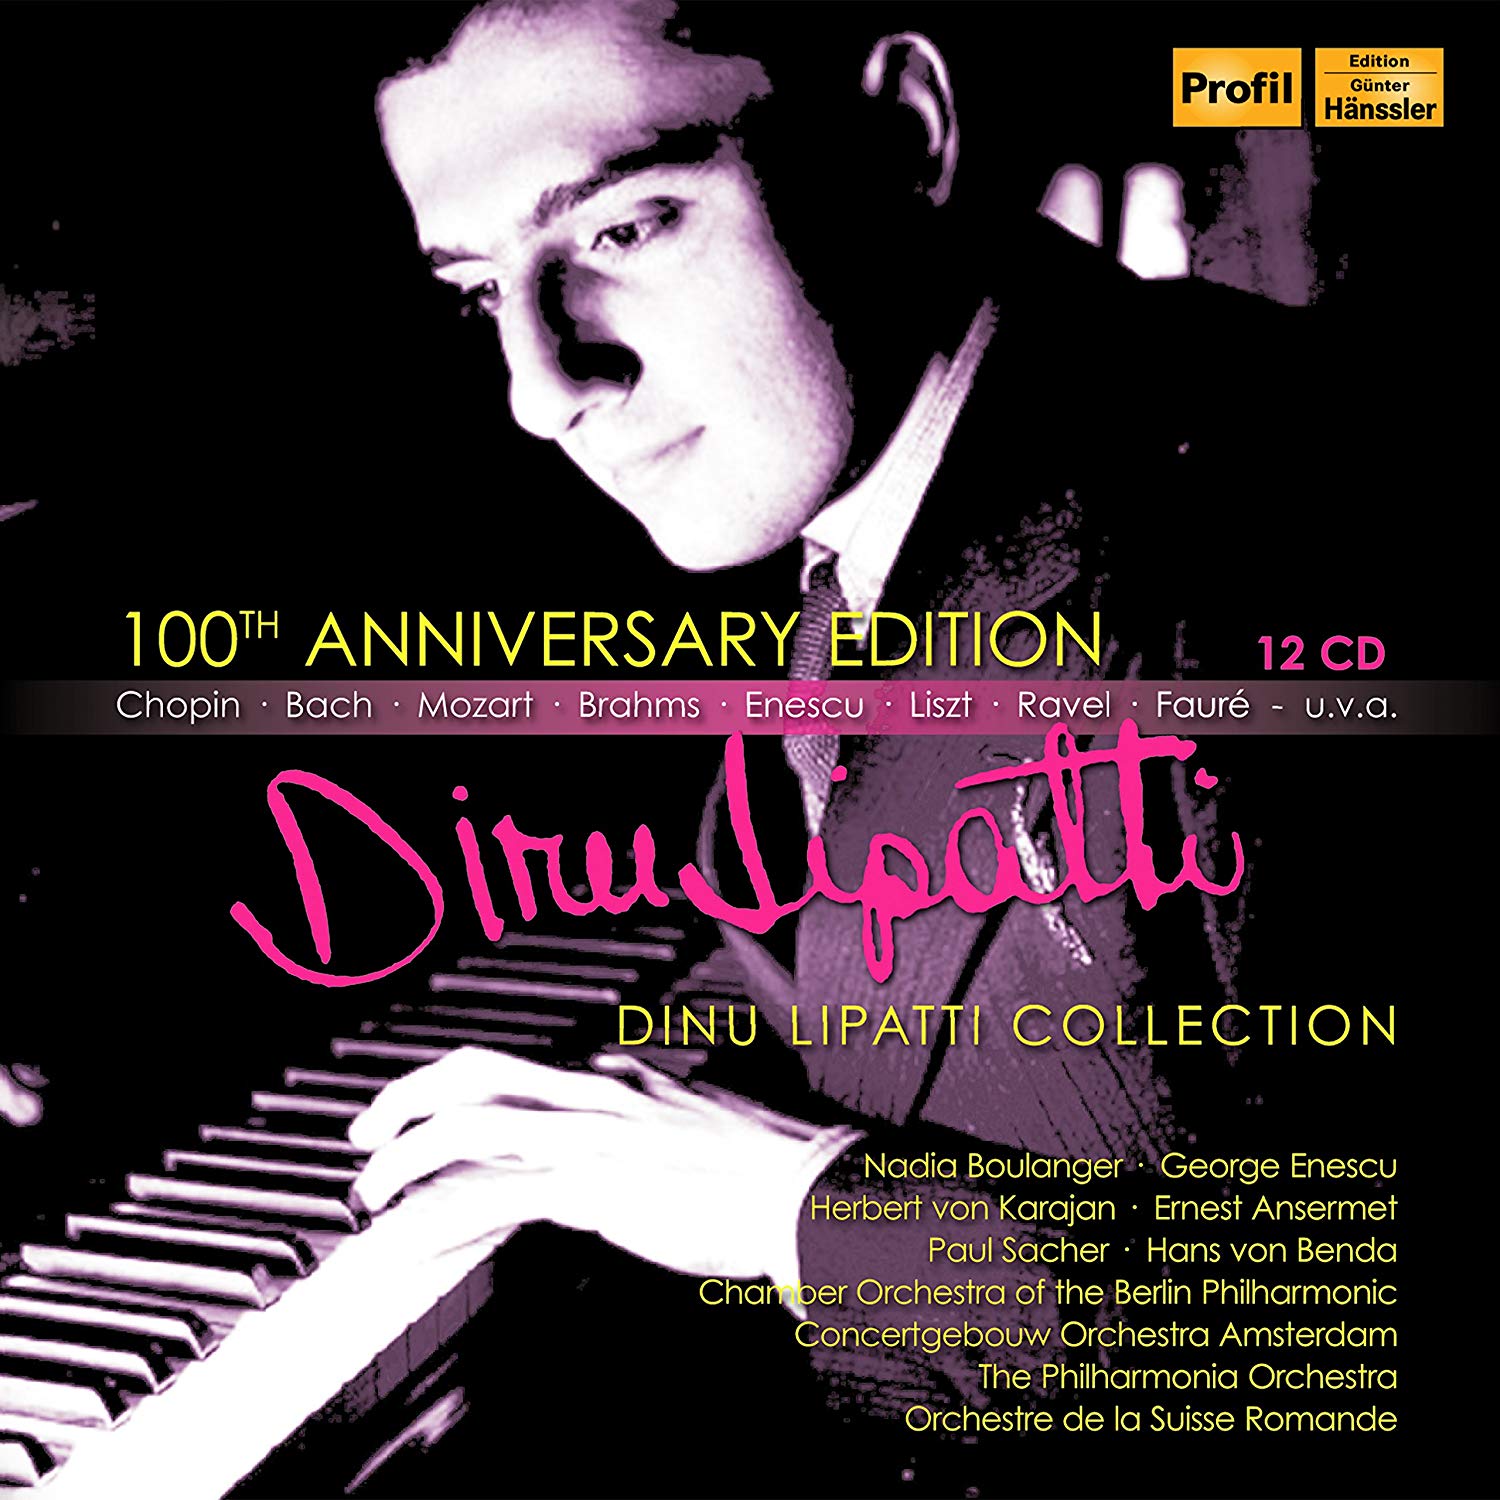 Profil
Edition
Günter
Hänssler
100TH ANNIVERSARY EDITION
12 CD
Chopin · Bach · Mozart · Brahms · Enescu · Liszt · Ravel · Fauré - u.v.a.
Dinu Lipatti
DINU LIPATTI COLLECTION
Nadia Boulanger · George Enescu
Herbert von Karajan · Ernest Ansermet
Paul Sacher · Hans von Benda
Chamber Orchestra of the Berlin Philharmonic
Concertgebouw Orchestra Amsterdam
The Philharmonia Orchestra
Orchestre de la Suisse Romande